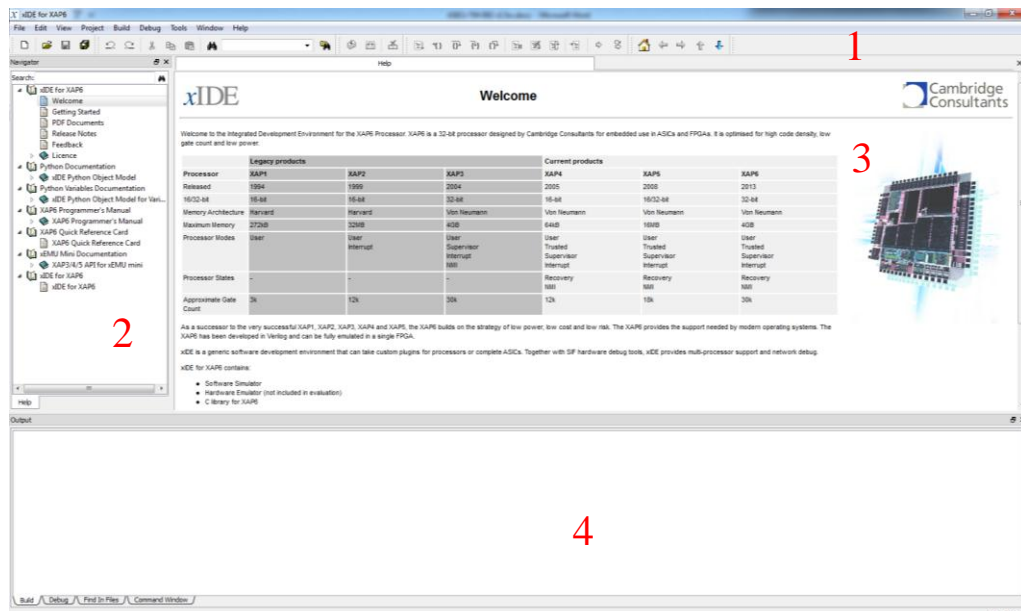 xIDE for XAP6
File Edit View Project Build Debug Tools Window Help
1
Navigator
Help
Search:
xIDE for XAP6
Welcome
Getting Started
PDF Documents
Release Notes
Feedback
Licence
Python Documentation
xIDE Python Object Model
Python Variables Documentation
xIDE Python Object Model for Vari...
XAP6 Programmer's Manual
XAP6 Programmer's Manual
XAP6 Quick Reference Card
XAP6 Quick Reference Card
xEMU Mini Documentation
XAP3/4/5 API for xEMU mini
xIDE for XAP6
xIDE for XAP6
2
Help
xIDE
Welcome
Cambridge
Consultants
Welcome to the Integrated Development Environment for the XAP6 Processor. XAP6 is a 32-bit processor designed by Cambridge Consultants for embedded use in ASICs and FPGAs. It is optimised for high code density, low
gate count and low power.
3
Legacy products Current products
Processor XAP1 XAP2 XAP3 XAP4 XAP5 XAP6
Released 1994 1999 2004 2005 2008 2013
16/32-bit 16-bit 16-bit 32-bit 16-bit 16/32-bit 32-bit
Memory Architecture Harvard Harvard Von Neumann Von Neumann Von Neumann Von Neumann
Maximum Memory 272kB 32MB 4GB 64kB 16MB 4GB
Processor Modes User User User User User User
Interrupt Supervisor Trusted Trusted Trusted
Interrupt Supervisor Supervisor Supervisor
NMI Interrupt Interrupt Interrupt
Processor States - - - Recovery Recovery Recovery
NMI NMI NMI
Approximate Gate 3k 12k 30k 12k 18k 30k
Count
As a successor to the very successful XAP1, XAP2, XAP3, XAP4 and XAP5, the XAP6 builds on the strategy of low power, low cost and low risk. The XAP6 provides the support needed by modern operating systems. The
XAP6 has been developed in Verilog and can be fully emulated in a single FPGA.
xIDE is a generic software development environment that can take custom plugins for processors or complete ASICs. Together with SIF hardware debug tools, xIDE provides multi-processor support and network debug.
xIDE for XAP6 contains:
● Software Simulator
● Hardware Emulator (not included in evaluation)
● C library for XAP6
Output
4
Build Debug Find In Files Command Window